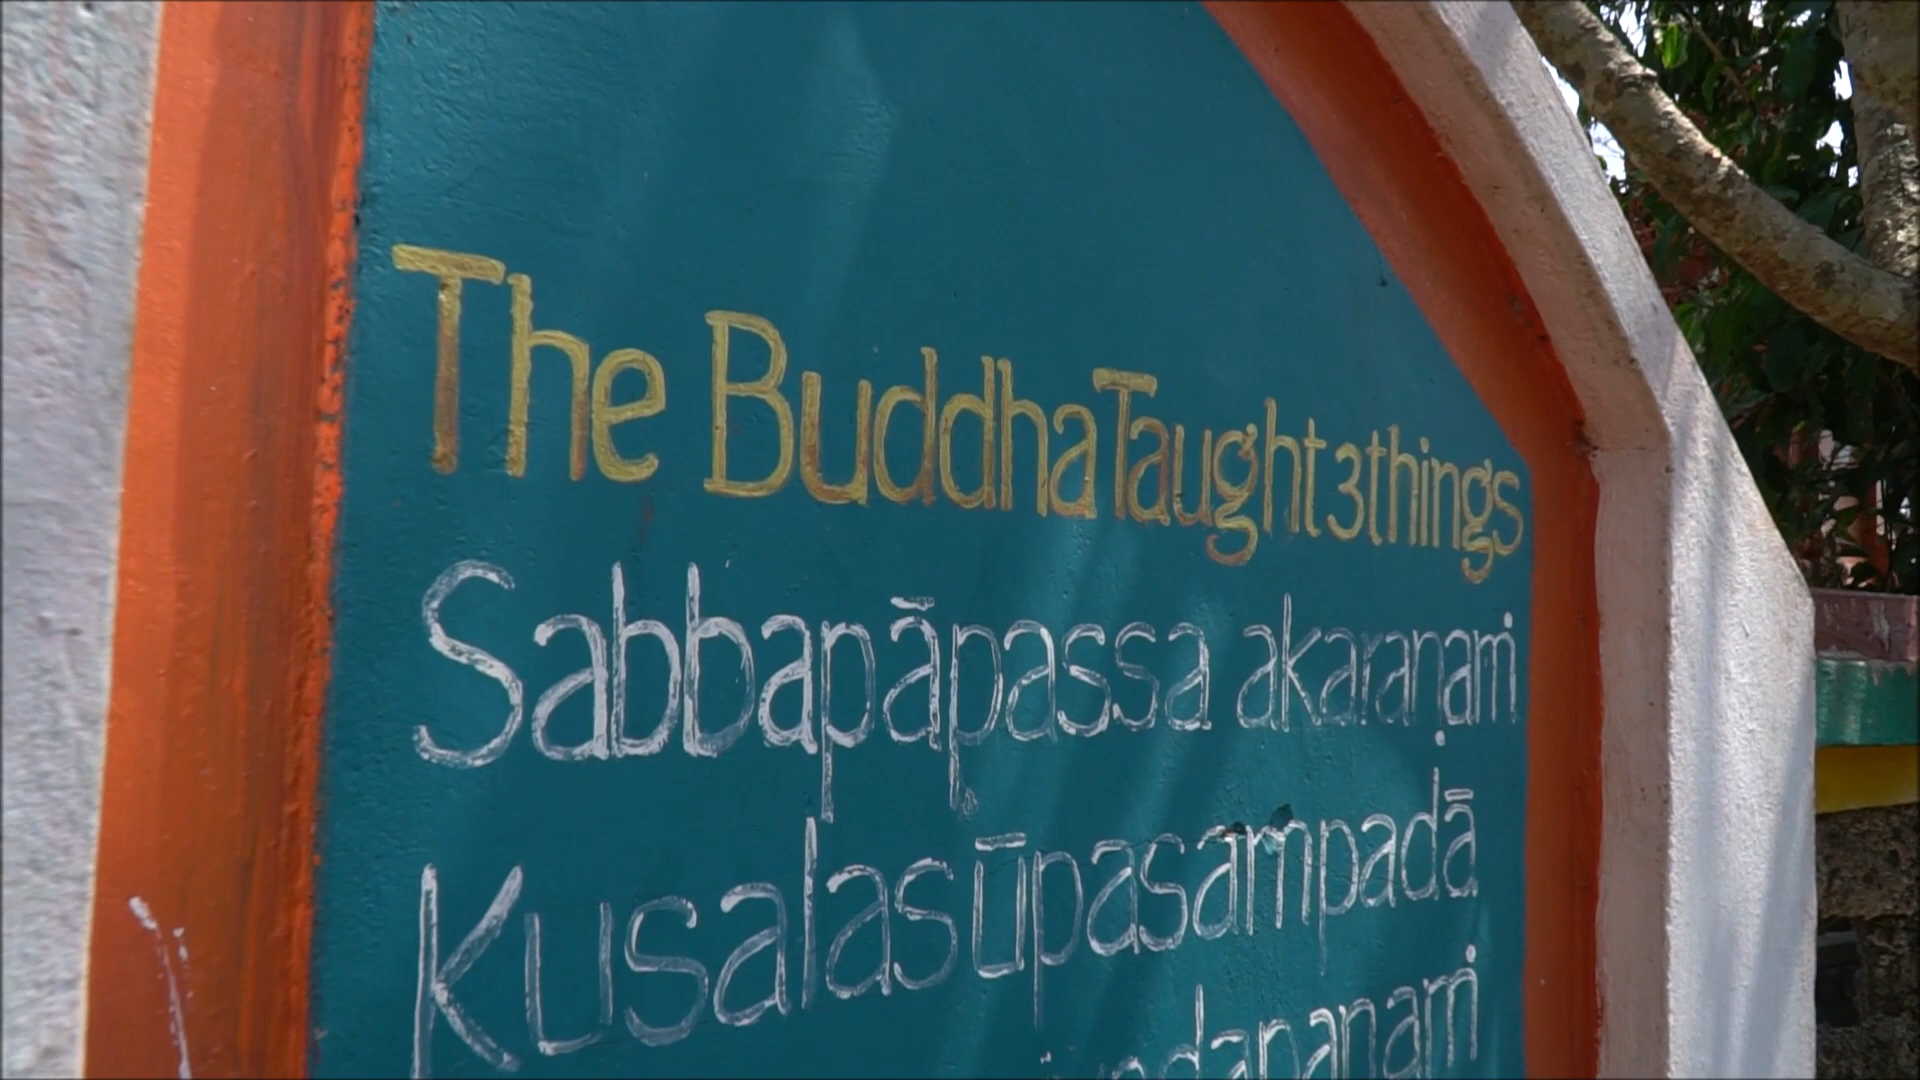 The Buddha Taught 3 things
Sabbapāpassa akaraṇaṁ
Kusalasūpasampadā